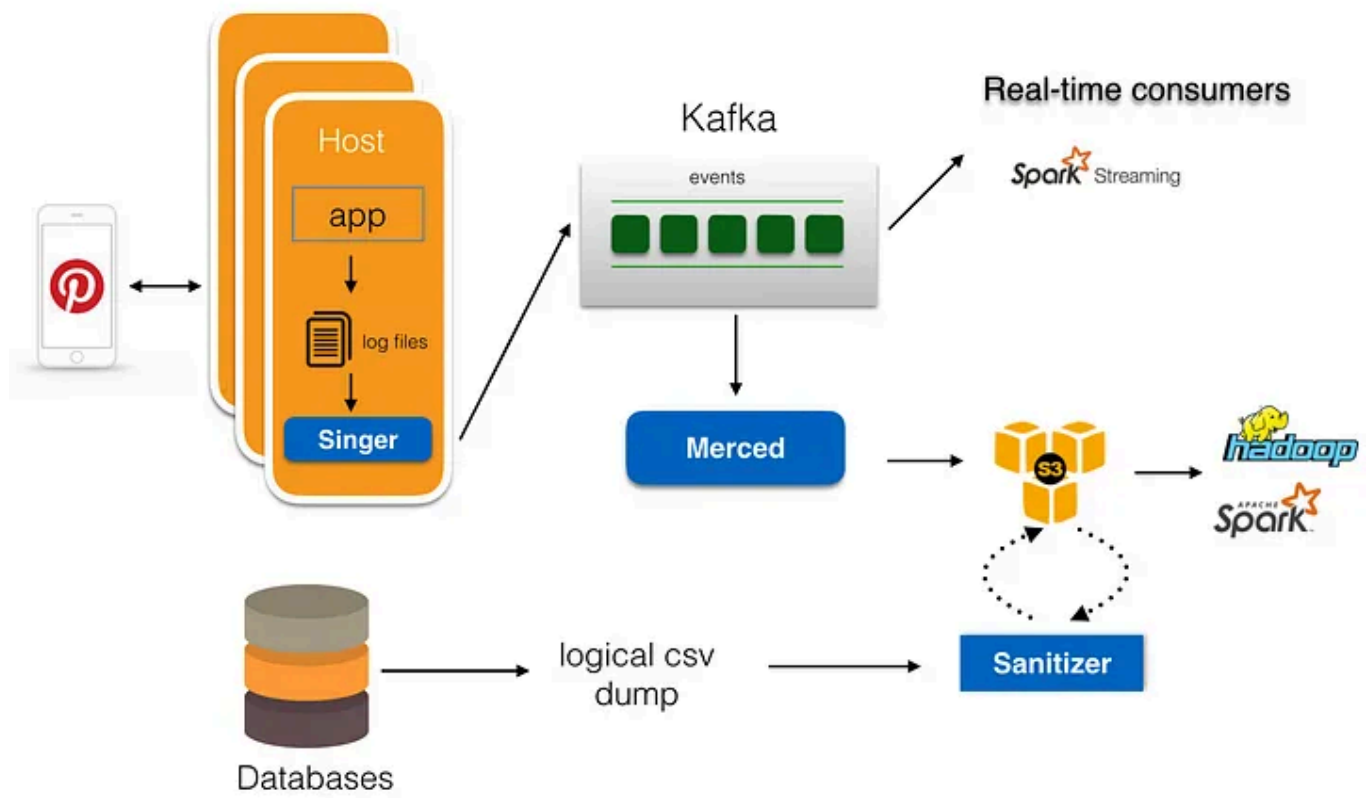 Host
app
log files
Singer
Kafka
events
Real-time consumers
Spark Streaming
Merced
S3
hadoop
APACHE
Spark
Databases
logical csv
dump
Sanitizer